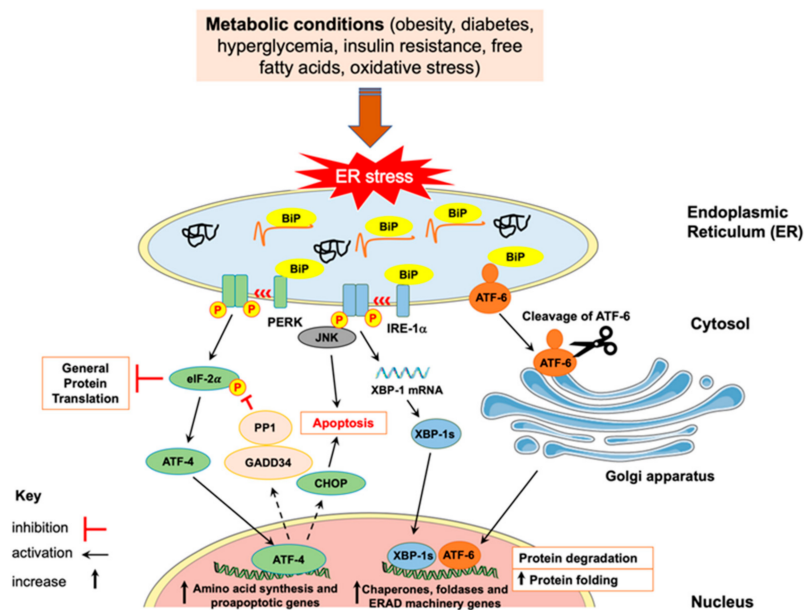 Metabolic conditions (obesity, diabetes,
hyperglycemia, insulin resistance, free
fatty acids, oxidative stress)
ER stress
BiP
BiP
BiP
BiP
BiP
BiP
Endoplasmic
Reticulum (ER)
P
P
PERK
P
P
IRE-1α
JNK
ATF-6
Cleavage of ATF-6
Cytosol
ATF-6
General
Protein
Translation
eIF-2α
P
XBP-1 mRNA
PP1
GADD34
Apoptosis
XBP-1s
ATF-4
CHOP
Golgi apparatus
Key
inhibition
activation
increase
ATF-4
Amino acid synthesis and
proapoptotic genes
XBP-1s
ATF-6
Chaperones, foldases and
ERAD machinery genes
Protein degradation
Protein folding
Nucleus